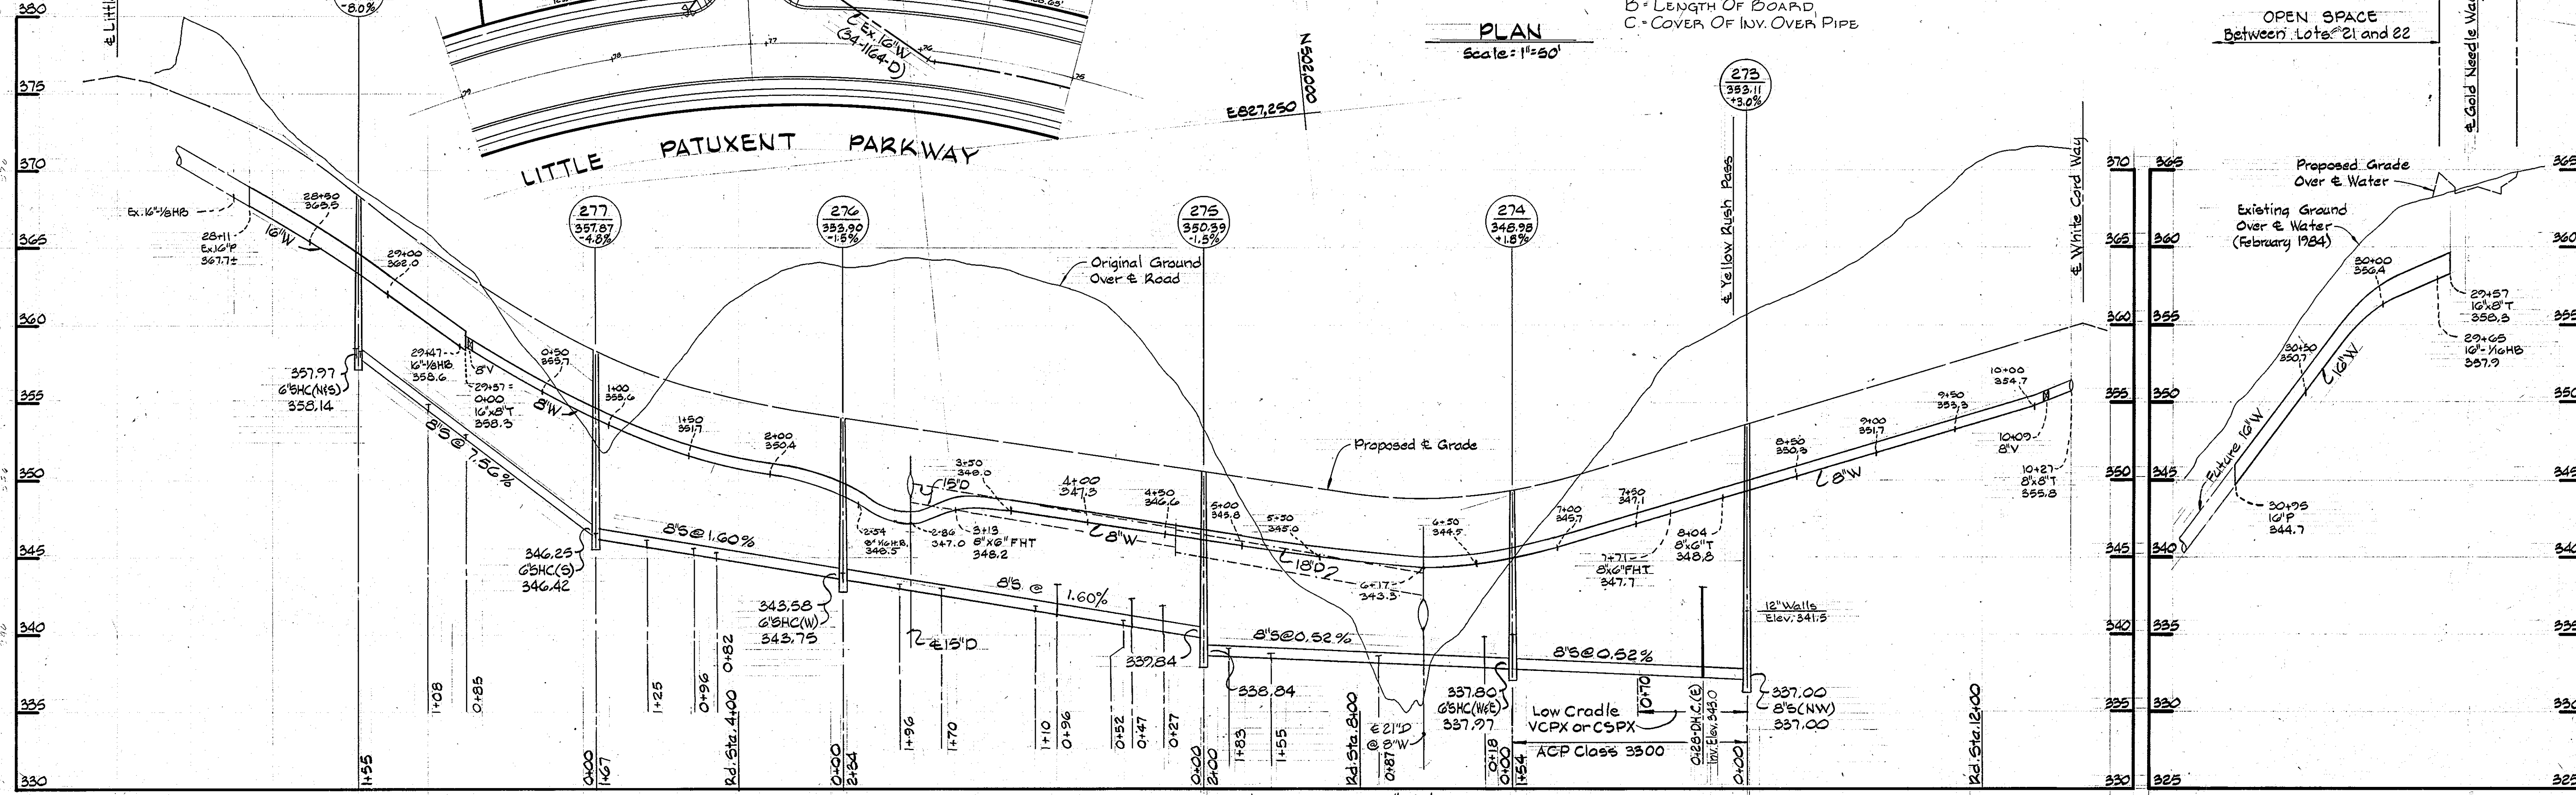 380
375
370
365
360
355
350
345
340
335
330
-8.0%
℄ Ex. 16"W
(34-1164-D)
+79
+78
+77
+76
+75
LITTLE PATUXENT PARKWAY
E 827,250
N 502,000
PLAN
Scale: 1"=50'
B = LENGTH OF BOARD
C = COVER OF INV. OVER PIPE
OPEN SPACE
Between Lots 21 and 22
℄ Gold Needle Way
Ex. 16"-1/8HB
28+11
Ex. 16"P
367.7±
16"W
28+50
365.5
29+00
362.0
29+47
16"-1/8HB
358.6
8"V
29+57 =
0+00
16"x8"T
358.3
0+50
355.7
8"W
1+00
353.6
1+50
351.7
2+00
350.4
2+54
8" 1/16 H.B.
348.5
2+86
347.0
3+13
8"x6" FHT
348.2
3+50
348.0
15"D
4+00
347.3
8"W
4+50
346.6
5+00
345.8
5+50
345.0
18"D
6+17
343.3
6+50
344.5
7+00
345.7
7+50
347.1
7+71
8"x6"FHT
347.7
8+04
8"x6"T
348.8
8+50
350.3
8"W
9+00
351.7
9+50
353.3
10+00
354.7
10+09
8"V
10+27
8"x8"T
355.8
277
357.87
-4.8%
276
353.90
-1.5%
275
350.39
-1.5%
274
348.98
+1.8%
273
353.11
+3.0%
Original Ground
Over ℄ Road
Proposed ℄ Grade
℄ Yellow Rush Pass
℄ White Cord Way
357.97
6"SHC(N&S)
358.14
8"S @ 7.56%
346.25
6"SHC(S)
346.42
8"S@1.60%
343.58
6"SHC(W)
343.75
8"S @ 1.60%
℄ 15"D
339.84
338.84
8"S@0.52%
337.80
6"SHC(W&E)
337.97
8"S@0.52%
12" Walls
Elev. 341.5
Low Cradle
VCPX or CSPX
ACP Class 3300
337.00
8"S(NW)
337.00
℄ 21"D
@ 8"W
1+55
1+08
0+85
0+00
1+67
1+25
0+96
0+82
Rd. Sta. 4+00
0+00
2+34
1+96
1+70
1+10
0+96
0+52
0+47
0+27
0+00
2+00
1+83
1+55
Rd. Sta. 8+00
0+87
0+18
0+00
1+54
0+70
0+28-D.H.C.(E)
Inv. Elev. 343.0
0+00
Rd. Sta. 12+00
370
365
360
355
350
345
340
335
330
365
360
355
350
345
340
335
330
325
Proposed Grade
Over ℄ Water
Existing Ground
Over ℄ Water
(February 1984)
30+00
356.4
29+57
16"x8"T
358.3
29+65
16"-1/16HB
357.9
30+50
350.7
16"W
Future 16"W
30+95
16"P
344.7